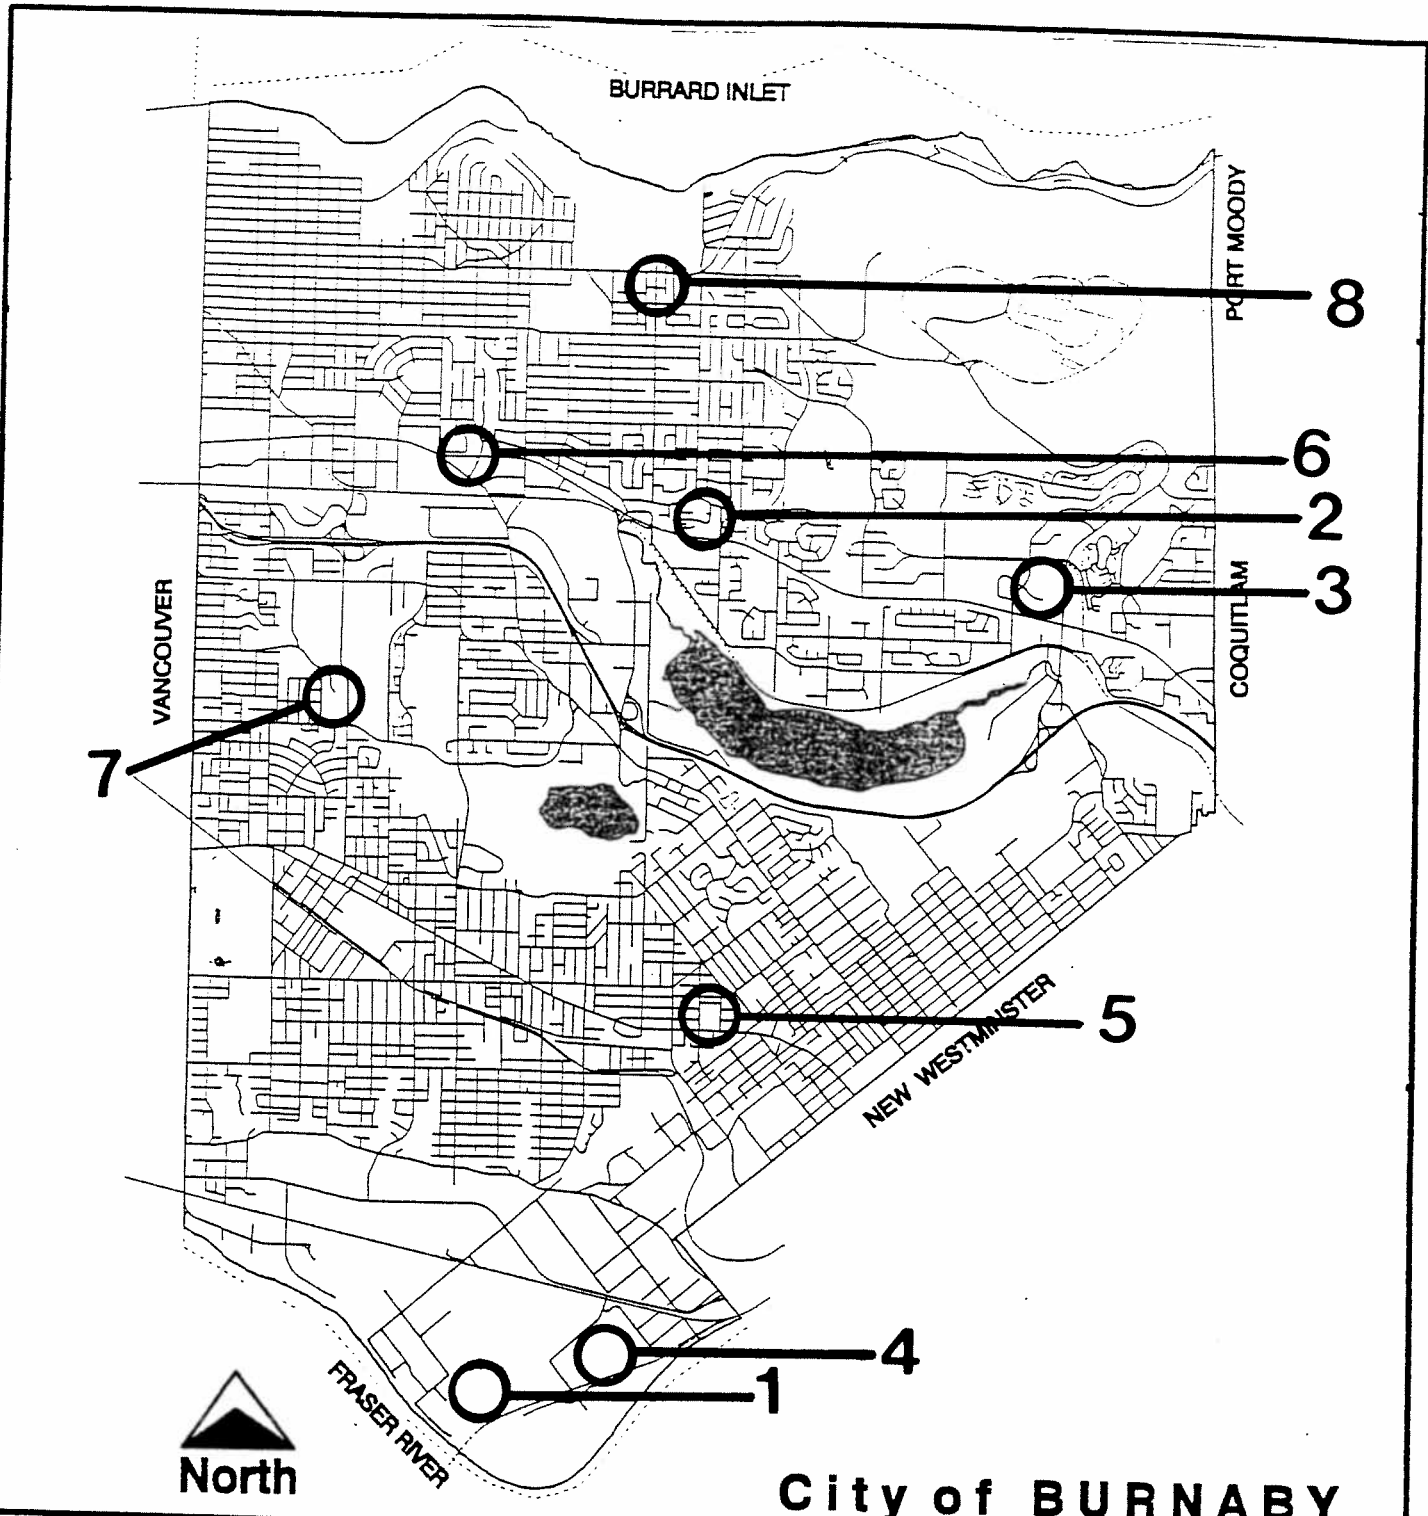 BURRARD INLET
PORT MOODY
8
6
2
3
VANCOUVER
COQUITLAM
7
5
NEW WESTMINSTER
4
1
FRASER RIVER
North
City of BURNABY